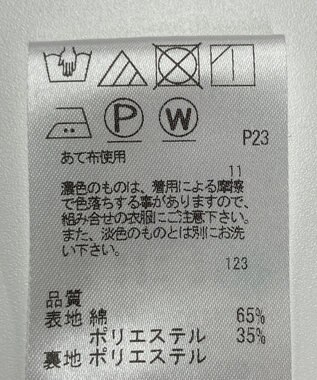 P W P23
あて布使用
11
濃色のものは、着用による摩擦
で色落ちする事がありますので、
組み合せの衣服にご注意下さい。
また、淡色のものとは別にお洗
い下さい。
123
品質
表地 綿 65%
ポリエステル 35%
裏地 ポリエステル